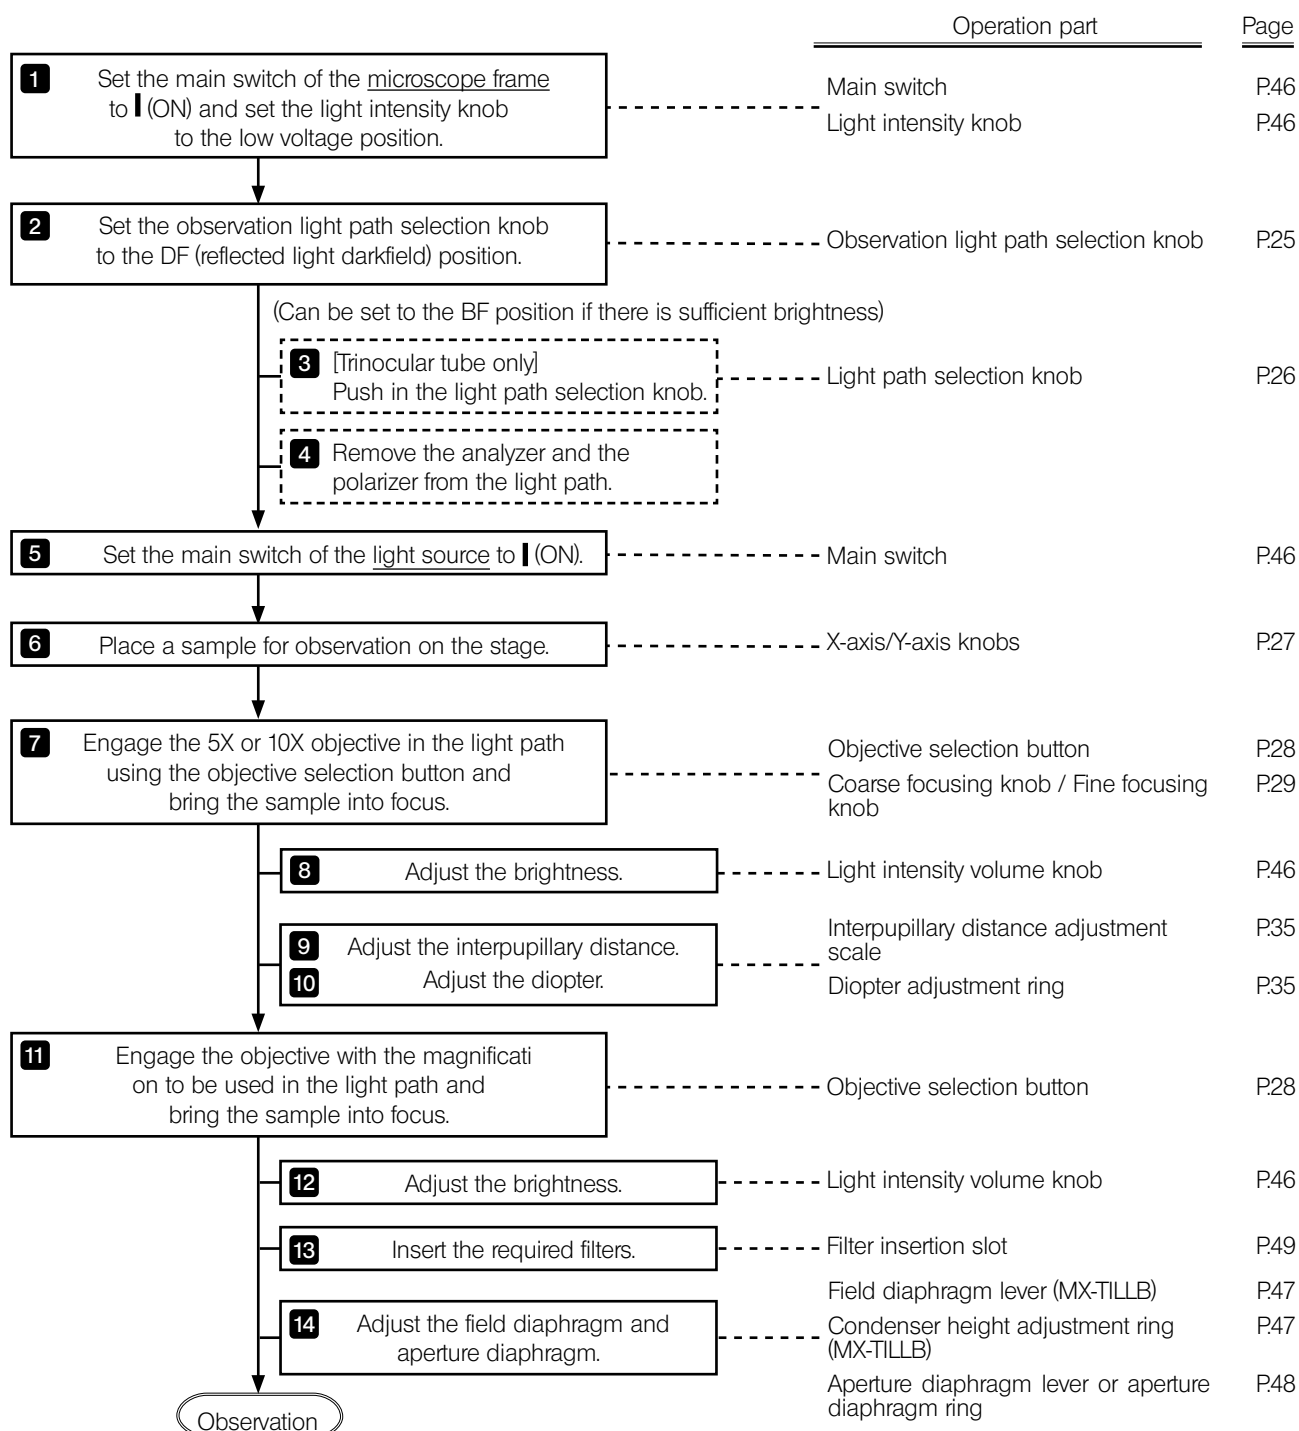 Operation part Page
1 Set the main switch of the microscope frame
to I (ON) and set the light intensity knob
to the low voltage position.
Main switch P.46
Light intensity knob P.46
2 Set the observation light path selection knob
to the DF (reflected light darkfield) position.
Observation light path selection knob P.25
(Can be set to the BF position if there is sufficient brightness)
3 [Trinocular tube only]
Push in the light path selection knob.
Light path selection knob P.26
4 Remove the analyzer and the
polarizer from the light path.
5 Set the main switch of the light source to I (ON).
Main switch P.46
6 Place a sample for observation on the stage.
X-axis/Y-axis knobs P.27
7 Engage the 5X or 10X objective in the light path
using the objective selection button and
bring the sample into focus.
Objective selection button P.28
Coarse focusing knob / Fine focusing P.29
knob
8 Adjust the brightness.
Light intensity volume knob P.46
9 Adjust the interpupillary distance.
10 Adjust the diopter.
Interpupillary distance adjustment P.35
scale
Diopter adjustment ring P.35
11 Engage the objective with the magnificati
on to be used in the light path and
bring the sample into focus.
Objective selection button P.28
12 Adjust the brightness.
Light intensity volume knob P.46
13 Insert the required filters.
Filter insertion slot P.49
14 Adjust the field diaphragm and
aperture diaphragm.
Field diaphragm lever (MX-TILLB) P.47
Condenser height adjustment ring P.47
(MX-TILLB)
Aperture diaphragm lever or aperture P.48
diaphragm ring
Observation